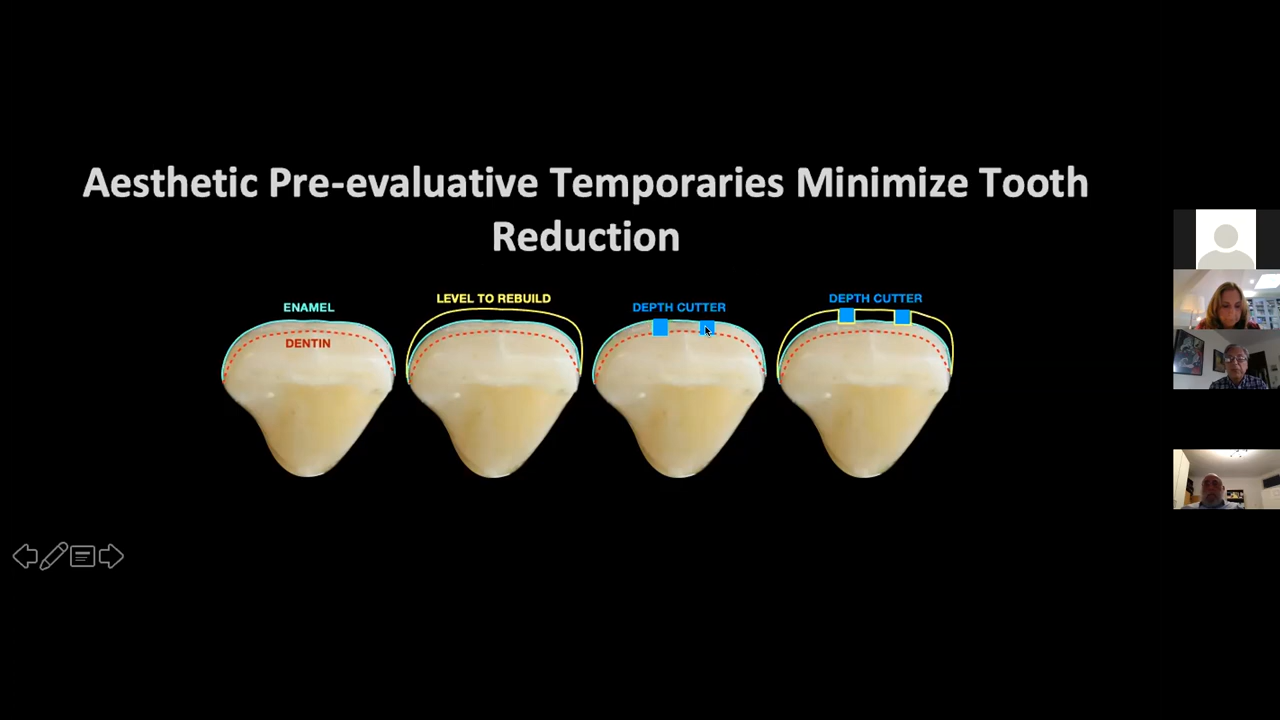 Aesthetic Pre-evaluative Temporaries Minimize Tooth
Reduction
ENAMEL
DENTIN
LEVEL TO REBUILD
DEPTH CUTTER
DEPTH CUTTER